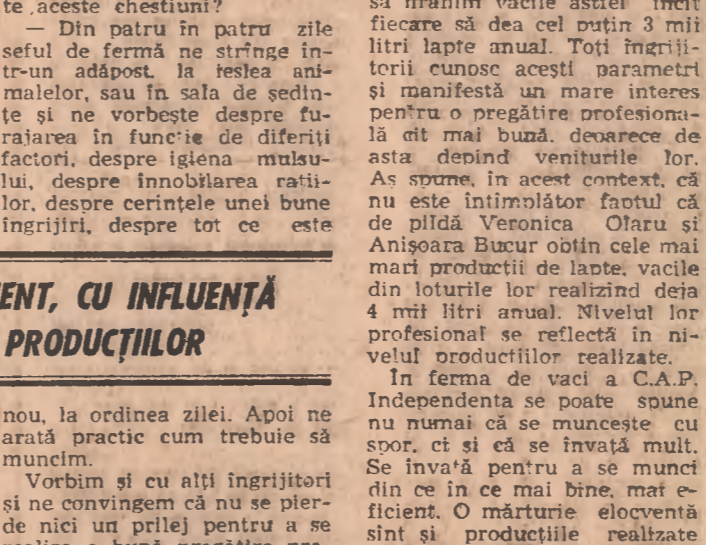 te aceste chestiuni?
— Din patru în patru zile
șeful de fermă ne strînge în-
tr-un adăpost la ieslea ani-
malelor, sau în sala de ședin-
țe și ne vorbește despre fu-
rajarea în funcție de diferiți
factori, despre igiena mulsu-
lui, despre înnobilarea rații-
lor, despre cerințele unei bune
îngrijiri, despre tot ce este
ENT, CU INFLUENȚĂ
PRODUCȚIILOR
nou, la ordinea zilei. Apoi ne
arată practic cum trebuie să
muncim.
Vorbim și cu alți îngrijitori
și ne convingem că nu se pier-
de nici un prilej pentru a se
bună
să hrănim vacile astfel încît
fiecare să dea cel puțin 3 mii
litri lapte anual. Toți îngriji-
torii cunosc acești parametri
și manifestă un mare interes
pentru o pregătire profesiona-
lă cît mai bună, deoarece de
asta depind veniturile lor.
Aș spune, în acest context, că
nu este întîmplător faptul că
de pildă Veronica Olaru și
Anișoara Bucur obțin cele mai
mari producții de lapte, vacile
din loturile lor realizînd deja
4 mii litri anual. Nivelul lor
profesional se reflectă în ni-
velul producțiilor realizate.
În ferma de vaci a C.A.P.
Independența se poate spune
nu numai că se muncește cu
spor, ci și că se învață mult.
Se învață pentru a se munci
din ce în ce mai bine, mai e-
ficient. O mărturie elocventă
sînt și producțiile realizate